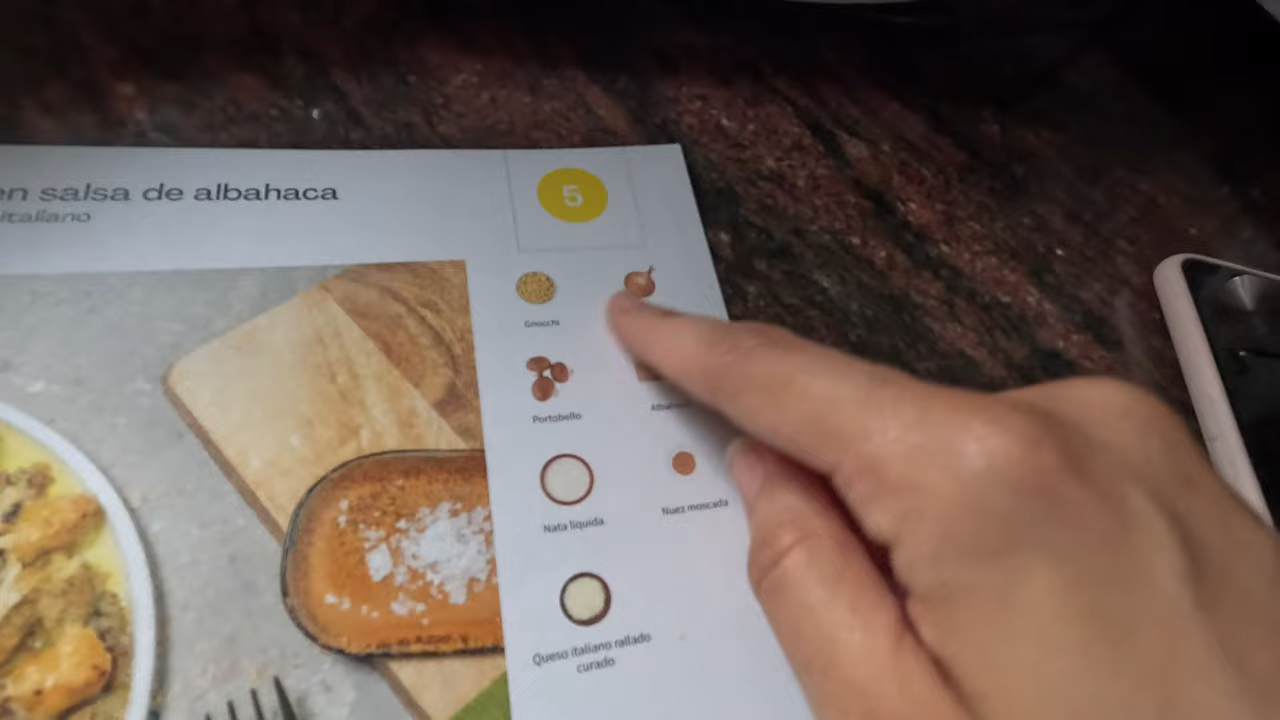 en salsa de albahaca
italiano
5
Gnocchi
Portobello
Nata líquida
Nuez moscada
Queso italiano rallado
curado